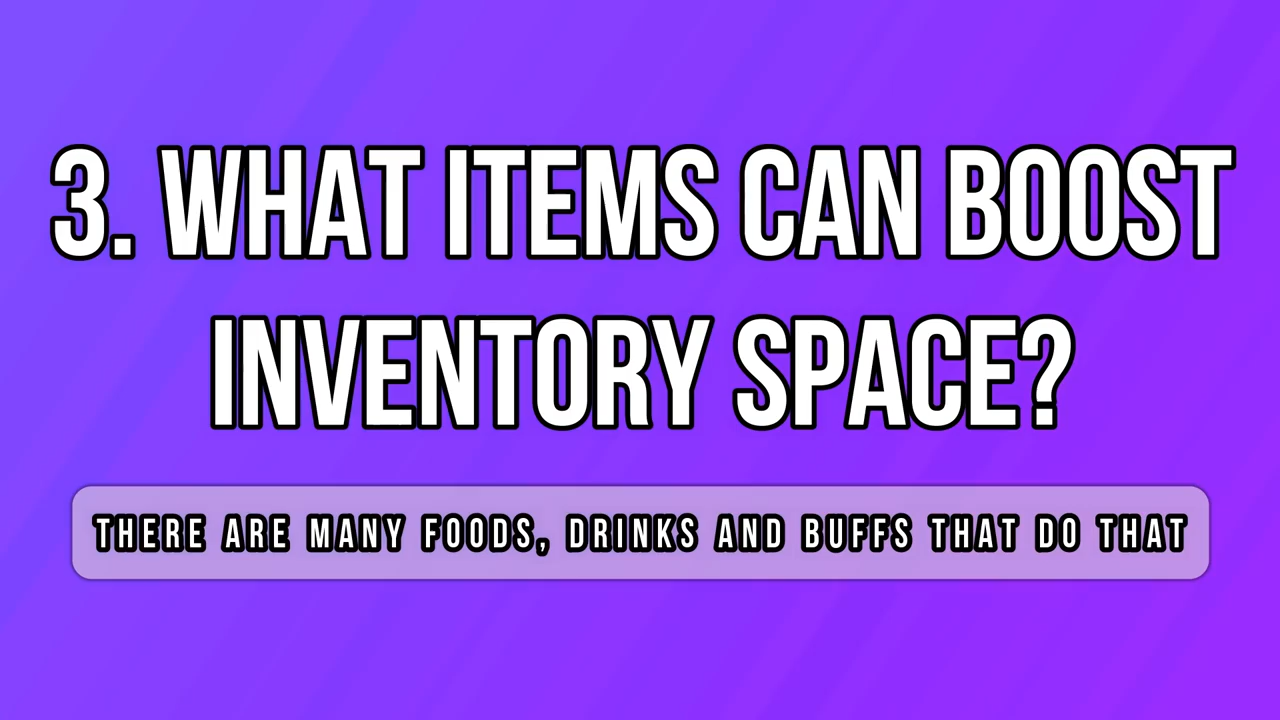 3. WHAT ITEMS CAN BOOST
INVENTORY SPACE?
THERE ARE MANY FOODS, DRINKS AND BUFFS THAT DO THAT